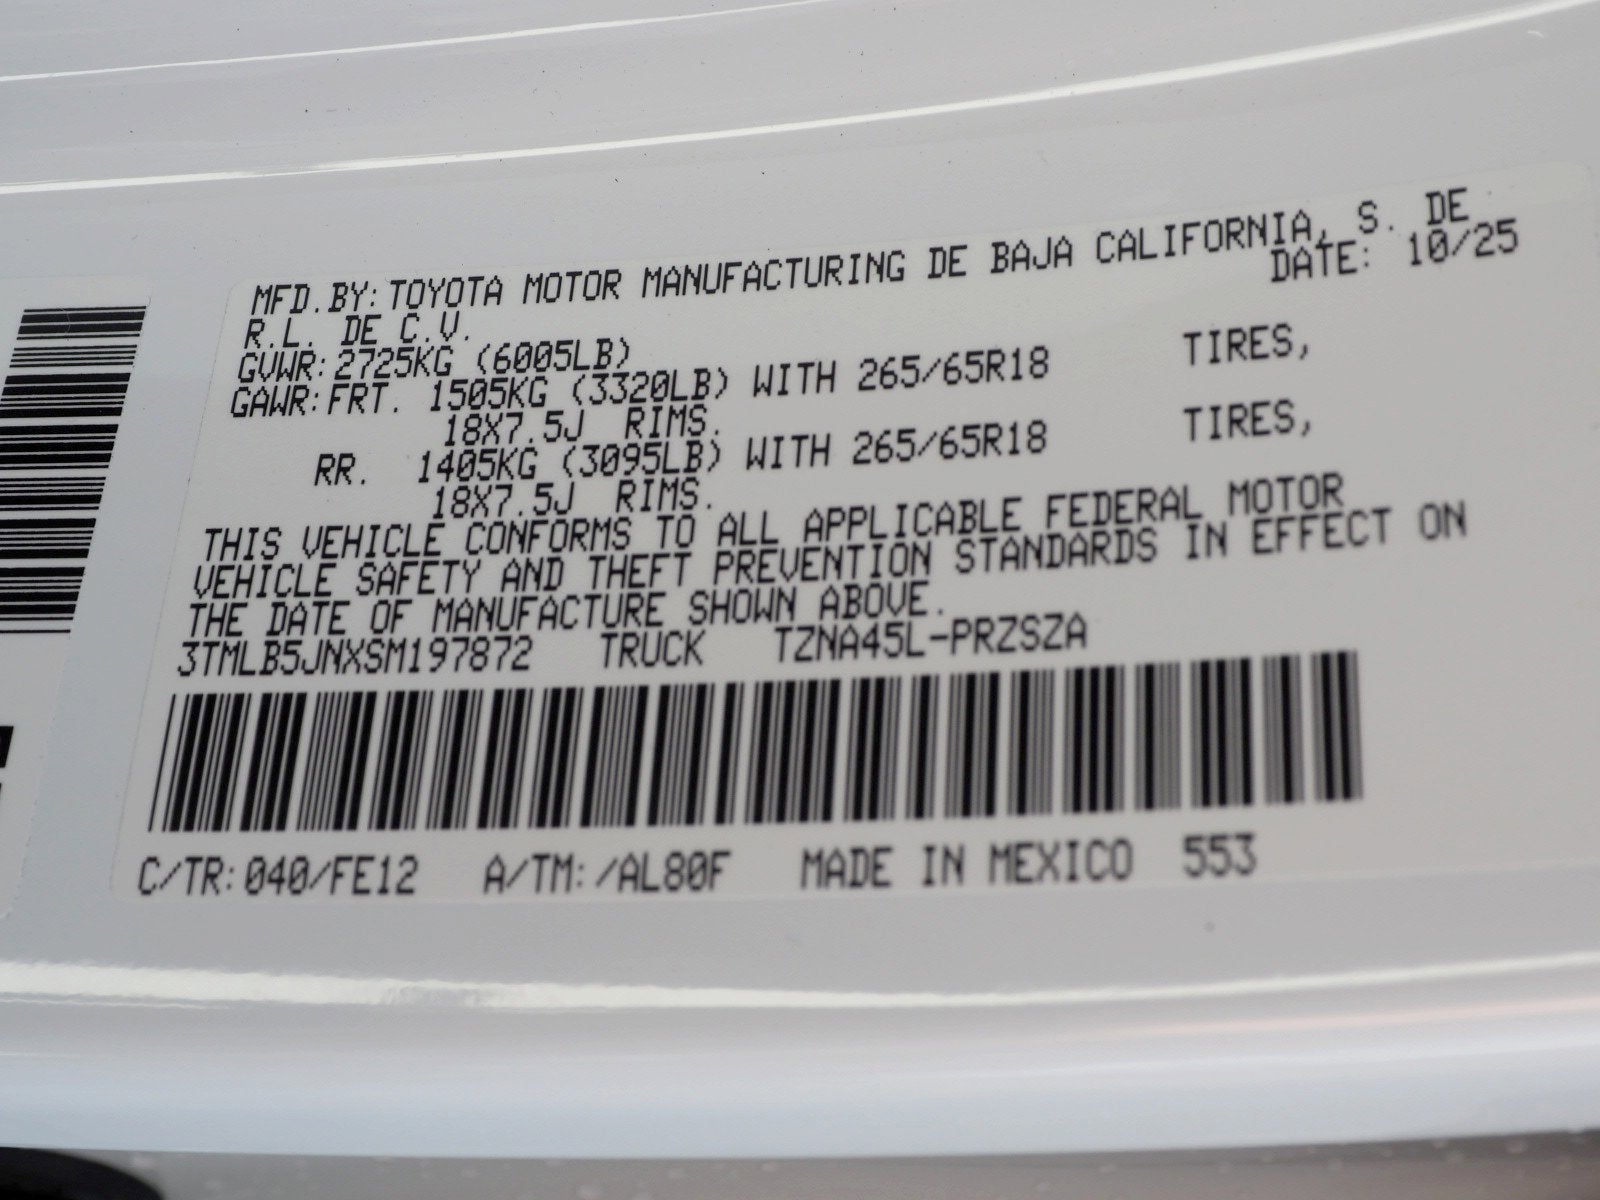 MFD.BY:TOYOTA MOTOR MANUFACTURING DE BAJA CALIFORNIA, S. DE
R.L. DE C.V. DATE: 10/25
GVWR:2725KG (6005LB)
GAWR:FRT. 1505KG (3320LB) WITH 265/65R18 TIRES,
18X7.5J RIMS.
RR. 1405KG (3095LB) WITH 265/65R18 TIRES,
18X7.5J RIMS.
THIS VEHICLE CONFORMS TO ALL APPLICABLE FEDERAL MOTOR
VEHICLE SAFETY AND THEFT PREVENTION STANDARDS IN EFFECT ON
THE DATE OF MANUFACTURE SHOWN ABOVE.
3TMLB5JNXSM197872 TRUCK TZNA45L-PRZSZA
C/TR:040/FE12 A/TM:/AL80F MADE IN MEXICO 553